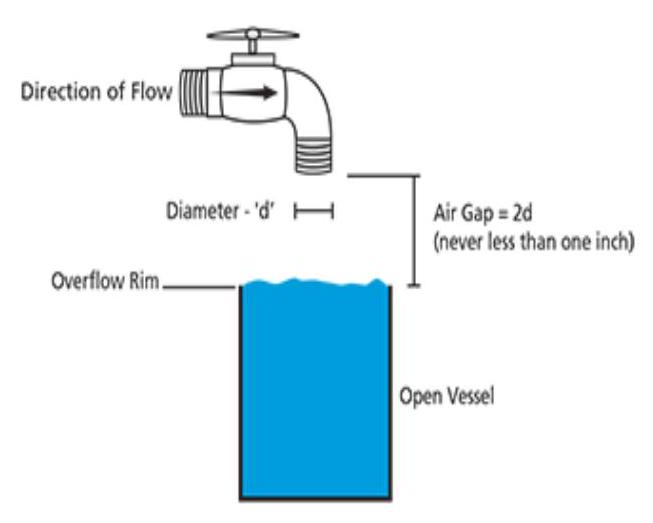 Direction of Flow
Diameter - 'd'
Air Gap = 2d
(never less than one inch)
Overflow Rim
Open Vessel